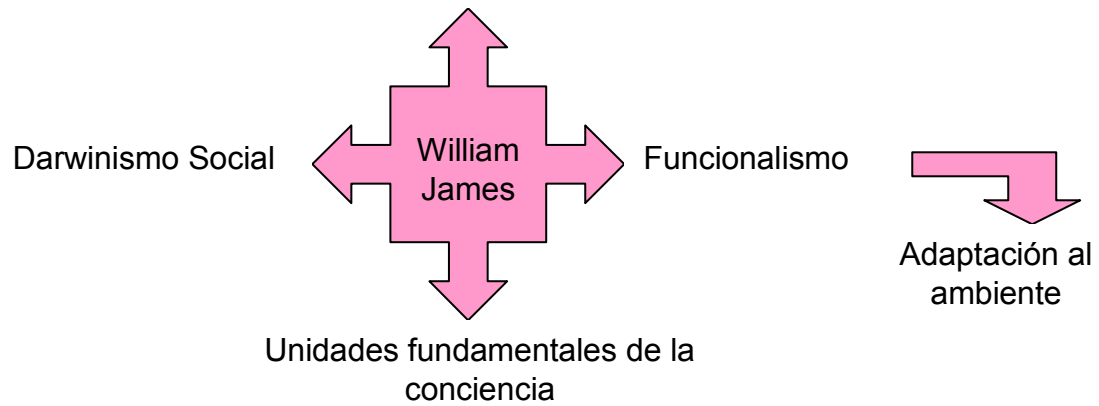 Darwinismo Social
William
James
Funcionalismo
Adaptación al
ambiente
Unidades fundamentales de la
conciencia